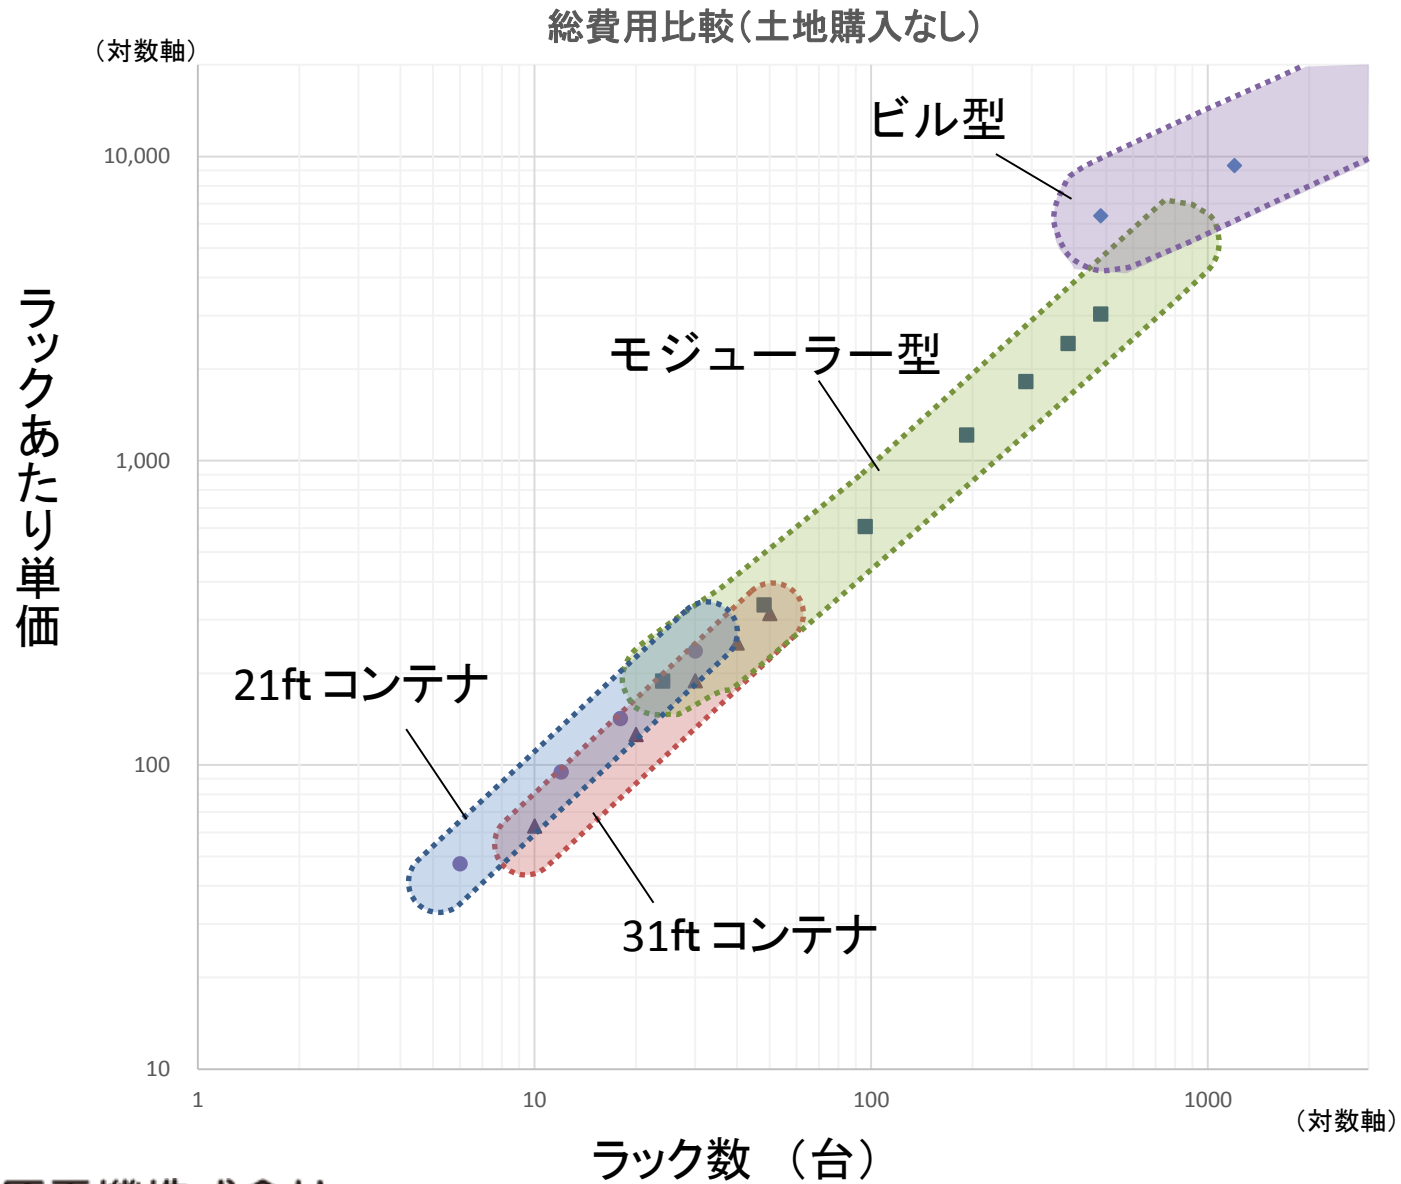 総費用比較（土地購入なし）
（対数軸）
ビル型
10,000
モジューラー型
ラックあたり単価
1,000
21ft コンテナ
100
31ft コンテナ
10
1
10
100
1000
（対数軸）
ラック数 （台）